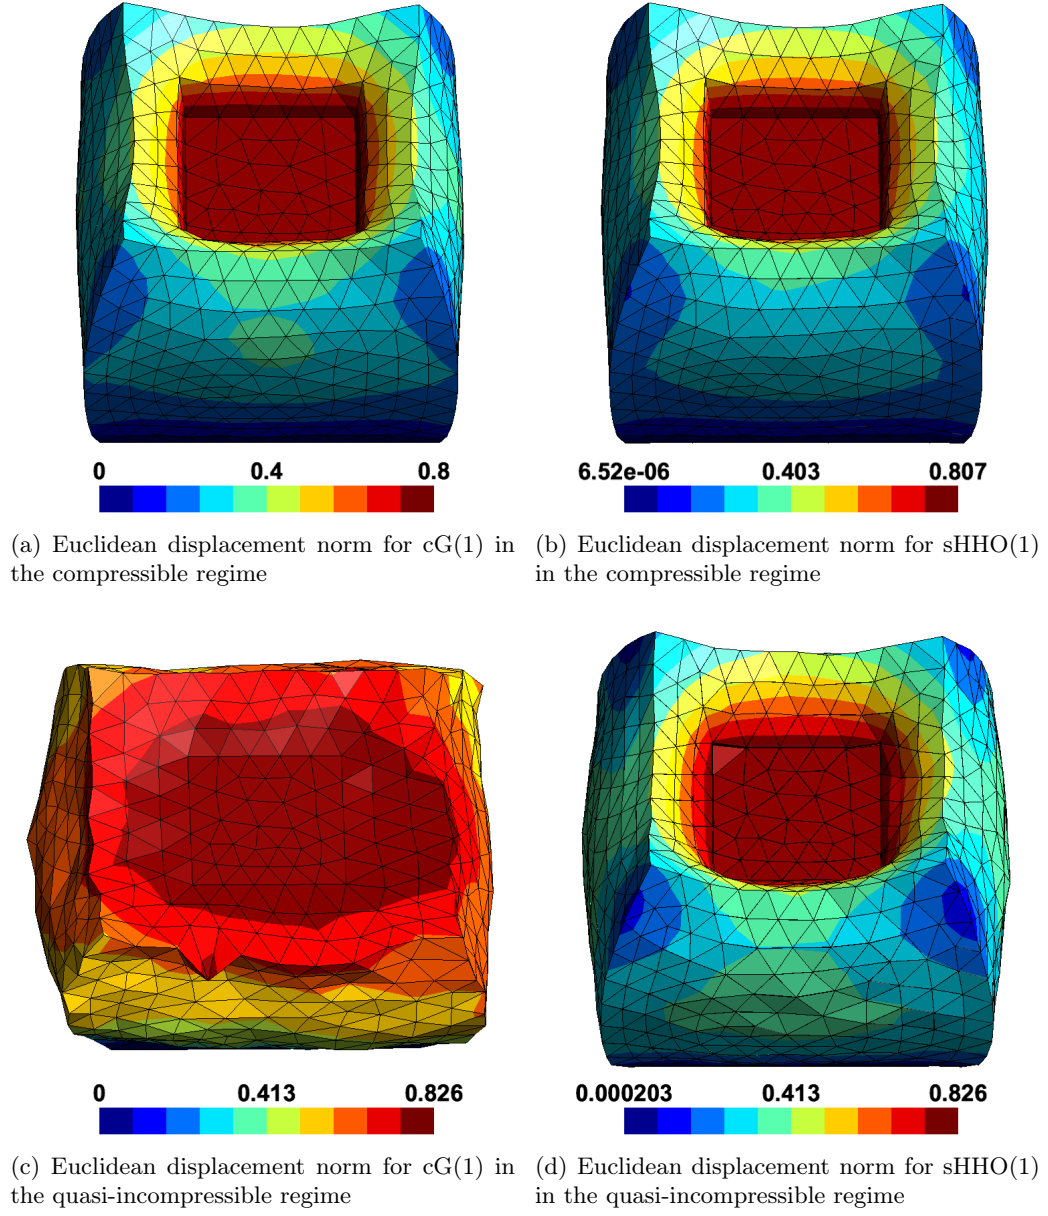 0 0.4 0.8
6.52e-06 0.403 0.807
(a) Euclidean displacement norm for cG(1) in
the compressible regime
(b) Euclidean displacement norm for sHHO(1)
in the compressible regime
0 0.413 0.826
0.000203 0.413 0.826
(c) Euclidean displacement norm for cG(1) in
the quasi-incompressible regime
(d) Euclidean displacement norm for sHHO(1)
in the quasi-incompressible regime